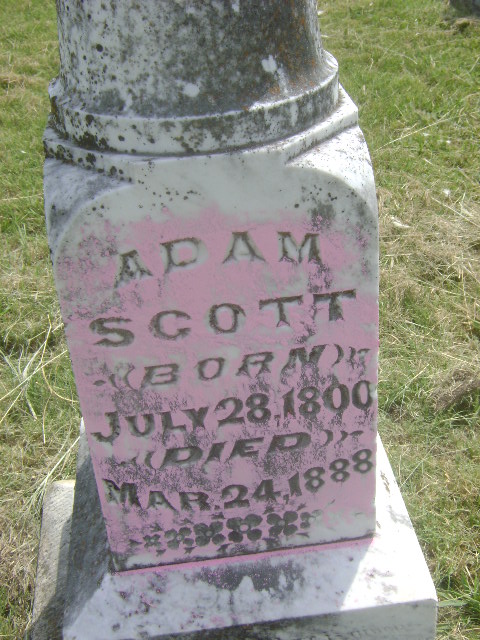 ADAM
SCOTT
(BORN)
JULY 28, 1800
(DIED)
MAR. 24, 1888